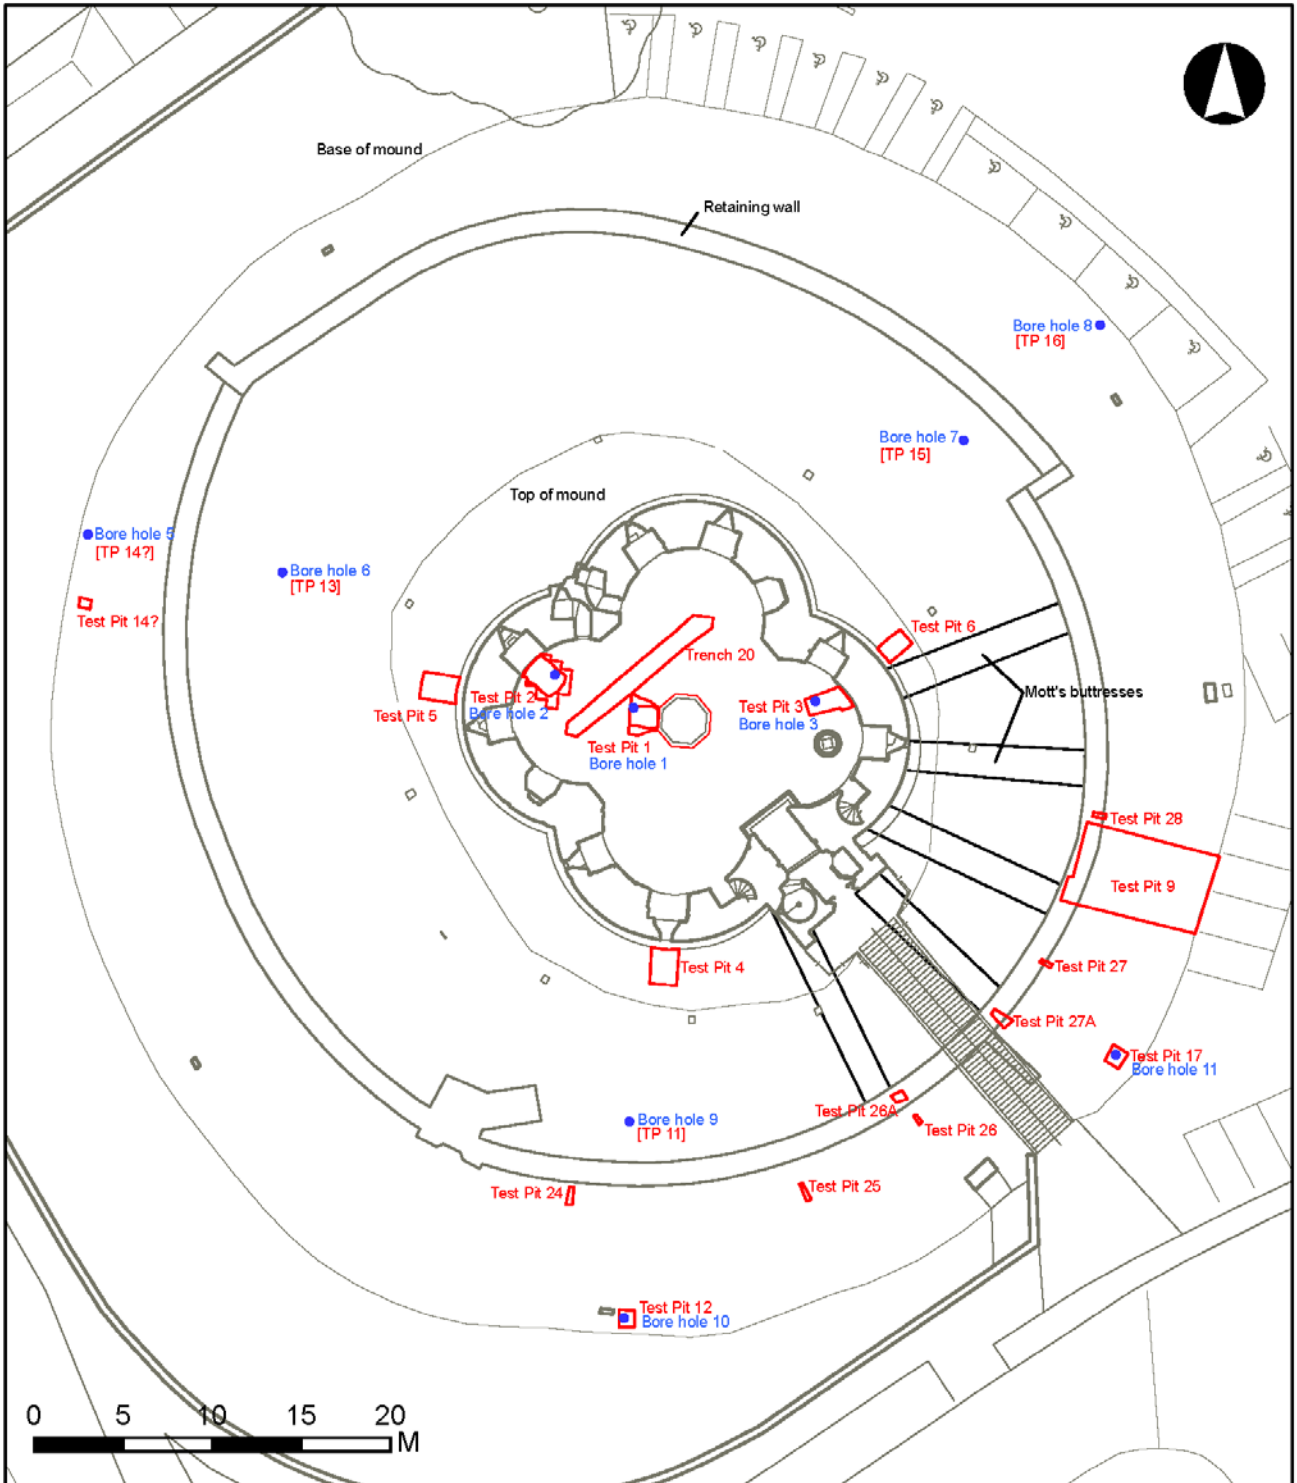 Base of mound
Retaining wall
Bore hole 8
[TP 16]
Bore hole 7
[TP 15]
Top of mound
Bore hole 5
[TP 14?]
Bore hole 6
[TP 13]
Test Pit 14?
Test Pit 6
Trench 20
Test Pit 2
Bore hole 2
Test Pit 5
Test Pit 3
Bore hole 3
Mott's buttresses
Test Pit 1
Bore hole 1
Test Pit 28
Test Pit 9
Test Pit 4
Test Pit 27
Test Pit 27A
Test Pit 17
Bore hole 11
Test Pit 26A
Test Pit 26
Bore hole 9
[TP 11]
Test Pit 24
Test Pit 25
Test Pit 12
Bore hole 10
0 5 10 15 20
M